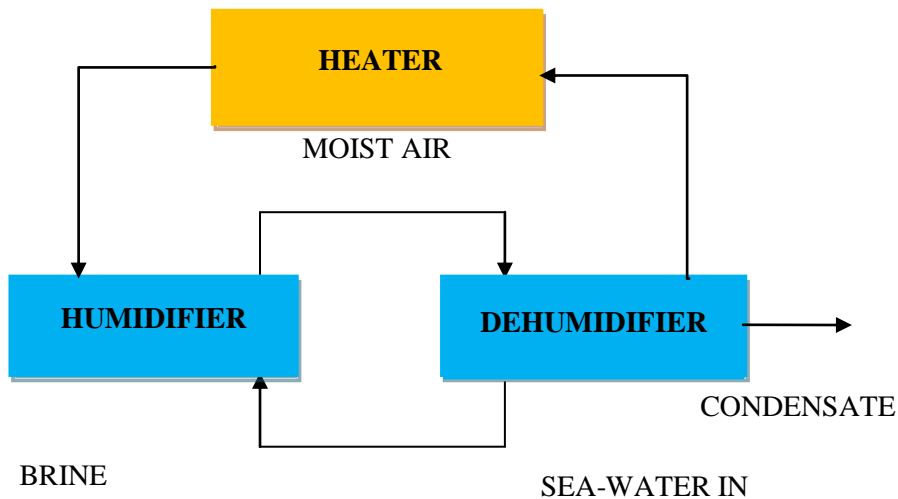 HEATER
MOIST AIR
HUMIDIFIER
DEHUMIDIFIER
CONDENSATE
BRINE
SEA-WATER IN